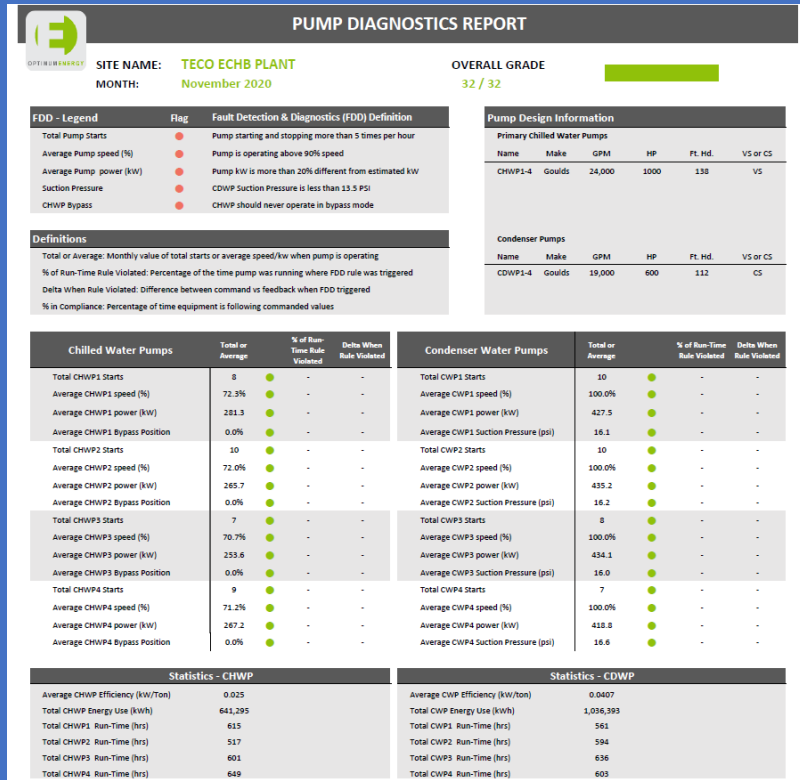 PUMP DIAGNOSTICS REPORT
OPTIMUMENERGY
SITE NAME: TECO ECHB PLANT OVERALL GRADE
MONTH: November 2020 32 / 32
FDD - Legend Flag Fault Detection & Diagnostics (FDD) Definition
Total Pump Starts Pump starting and stopping more than 5 times per hour
Average Pump speed (%) Pump is operating above 90% speed
Average Pump power (kW) Pump kW is more than 20% different from estimated kW
Suction Pressure CDWP Suction Pressure is less than 13.5 PSI
CHWP Bypass CHWP should never operate in bypass mode
Pump Design Information
Primary Chilled Water Pumps
Name Make GPM HP Ft. Hd. VS or CS
CHWP1-4 Goulds 24,000 1000 138 VS
Condenser Pumps
Name Make GPM HP Ft. Hd. VS or CS
CDWP1-4 Goulds 19,000 600 112 CS
Definitions
Total or Average: Monthly value of total starts or average speed/kw when pump is operating
% of Run-Time Rule Violated: Percentage of the time pump was running where FDD rule was triggered
Delta When Rule Violated: Difference between command vs feedback when FDD triggered
% in Compliance: Percentage of time equipment is following commanded values
Chilled Water Pumps Total or Average % of Run-Time Rule Violated Delta When Rule Violated
Total CHWP1 Starts 8 - -
Average CHWP1 speed (%) 72.3% - -
Average CHWP1 power (kW) 281.3 - -
Average CHWP1 Bypass Position 0.0% - -
Total CHWP2 Starts 10 - -
Average CHWP2 speed (%) 72.0% - -
Average CHWP2 power (kW) 265.7 - -
Average CHWP2 Bypass Position 0.0% - -
Total CHWP3 Starts 7 - -
Average CHWP3 speed (%) 70.7% - -
Average CHWP3 power (kW) 253.6 - -
Average CHWP3 Bypass Position 0.0% - -
Total CHWP4 Starts 9 - -
Average CHWP4 speed (%) 71.2% - -
Average CHWP4 power (kW) 267.2 - -
Average CHWP4 Bypass Position 0.0% - -
Condenser Water Pumps Total or Average % of Run-Time Rule Violated Delta When Rule Violated
Total CWP1 Starts 10 - -
Average CWP1 speed (%) 100.0% - -
Average CWP1 power (kW) 427.5 - -
Average CWP1 Suction Pressure (psi) 16.1 - -
Total CWP2 Starts 10 - -
Average CWP2 speed (%) 100.0% - -
Average CWP2 power (kW) 435.2 - -
Average CWP2 Suction Pressure (psi) 16.2 - -
Total CWP3 Starts 8 - -
Average CWP3 speed (%) 100.0% - -
Average CWP3 power (kW) 434.1 - -
Average CWP3 Suction Pressure (psi) 16.0 - -
Total CWP4 Starts 7 - -
Average CWP4 speed (%) 100.0% - -
Average CWP4 power (kW) 418.8 - -
Average CWP4 Suction Pressure (psi) 16.6 - -
Statistics - CHWP
Average CHWP Efficiency (kW/Ton) 0.025
Total CHWP Energy Use (kWh) 641,295
Total CHWP1 Run-Time (hrs) 615
Total CHWP2 Run-Time (hrs) 517
Total CHWP3 Run-Time (hrs) 601
Total CHWP4 Run-Time (hrs) 649
Statistics - CDWP
Average CWP Efficiency (kW/ton) 0.0407
Total CWP Energy Use (kWh) 1,036,393
Total CWP1 Run-Time (hrs) 561
Total CWP2 Run-Time (hrs) 594
Total CWP3 Run-Time (hrs) 636
Total CWP4 Run-Time (hrs) 603